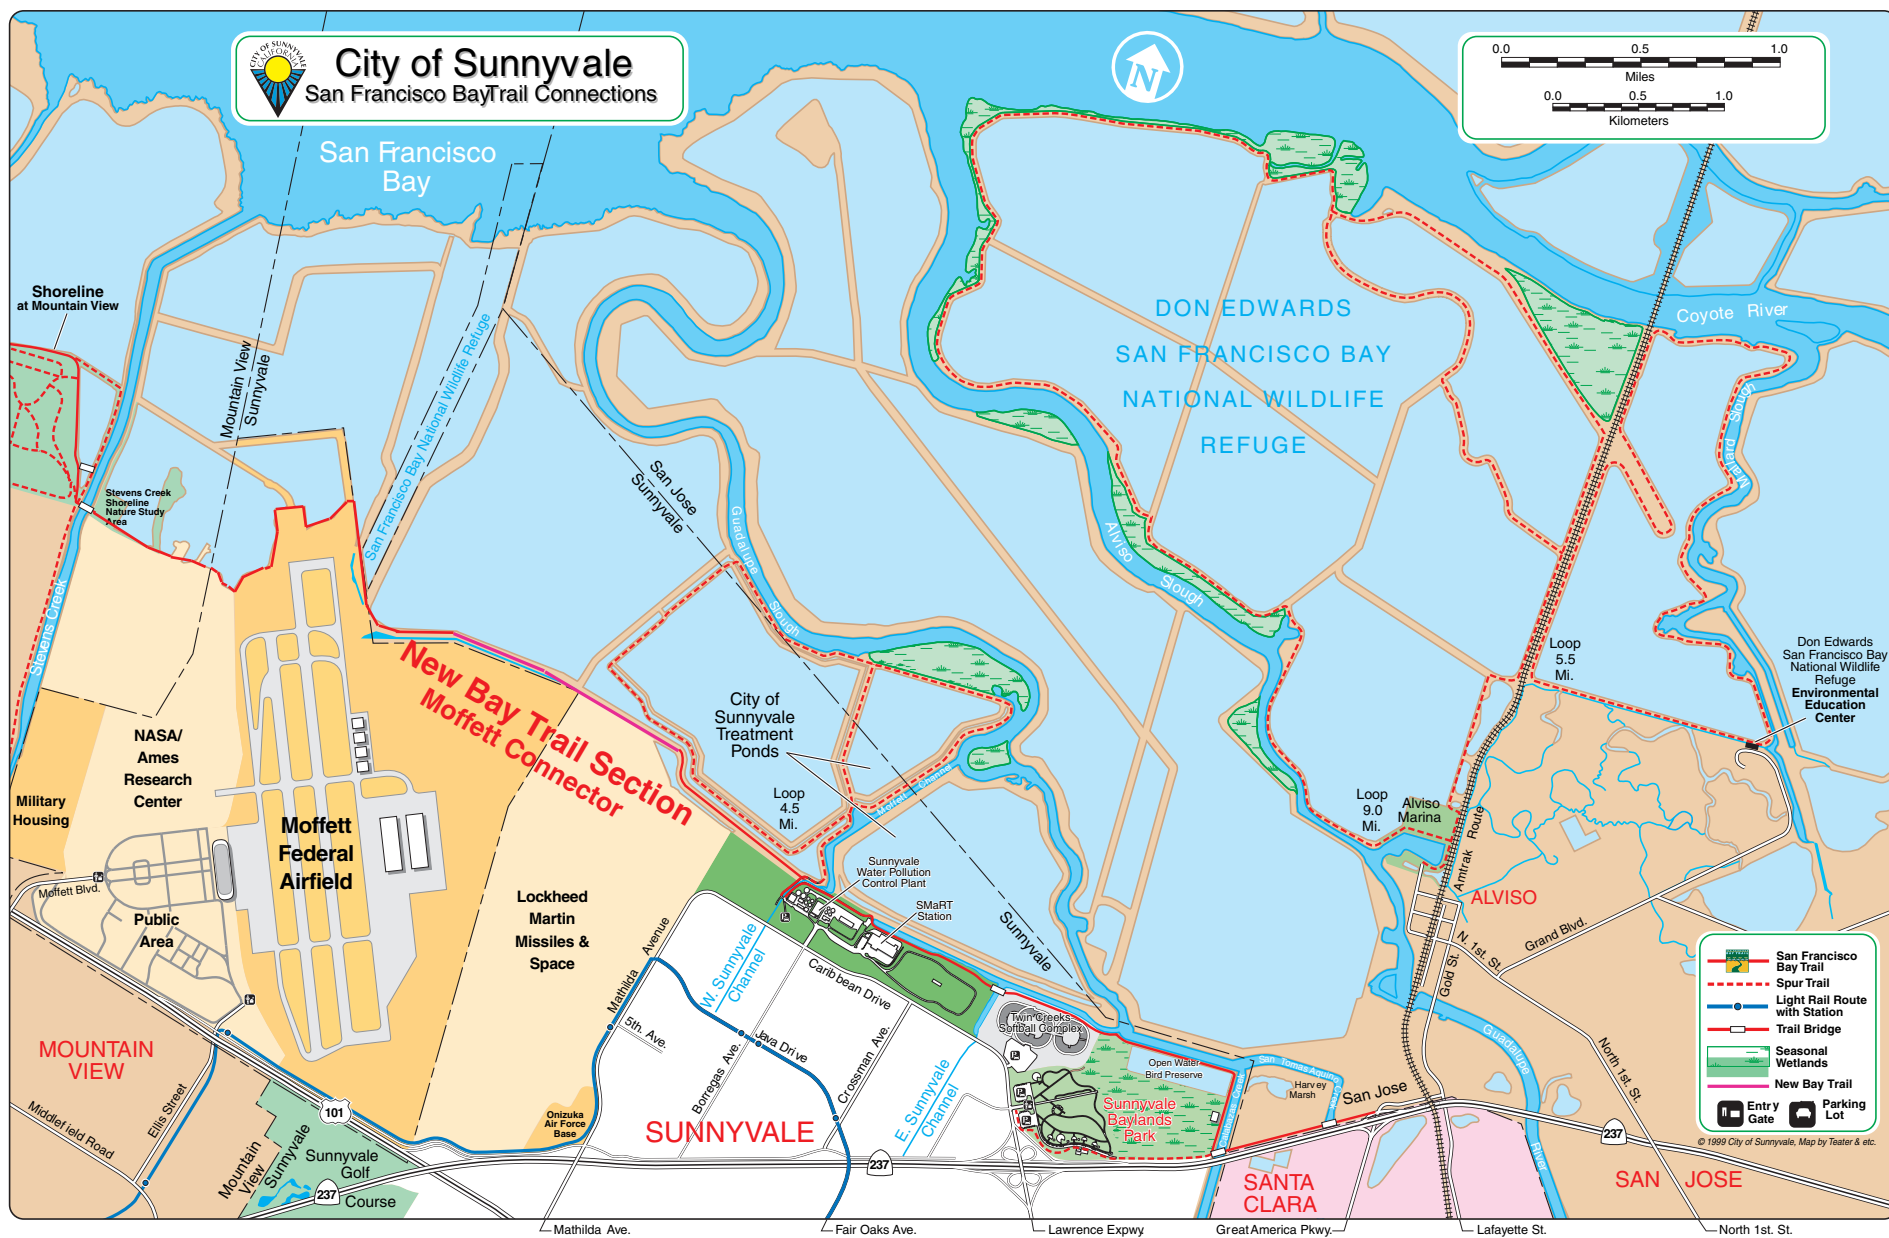 CITY OF SUNNYVALE
CALIFORNIA
City of Sunnyvale
San Francisco BayTrail Connections
N
0.0 0.5 1.0
Miles
0.0 0.5 1.0
Kilometers
San Francisco
Bay
Shoreline
at Mountain View
Mountain View
Sunnyvale
San Francisco Bay National Wildlife Refuge
DON EDWARDS
SAN FRANCISCO BAY
NATIONAL WILDLIFE
REFUGE
Coyote River
Mallard Slough
San Jose
Sunnyvale
Guadalupe
Slough
Alviso
Slough
Stevens Creek
Shoreline
Nature Study
Area
Stevens Creek
New Bay Trail Section
Moffett Connector
City of
Sunnyvale
Treatment
Ponds
Moffett Channel
Loop
4.5
Mi.
Loop
9.0
Mi.
Loop
5.5
Mi.
Alviso
Marina
Don Edwards
San Francisco Bay
National Wildlife
Refuge
Environmental
Education
Center
NASA/
Ames
Research
Center
Military
Housing
Moffett
Federal
Airfield
Moffett Blvd.
Public
Area
Lockheed
Martin
Missiles &
Space
Sunnyvale
Water Pollution
Control Plant
SMaRT
Station
Amtrak Route
ALVISO
Grand Blvd.
N. 1st. St.
Gold St.
Sunnyvale
Mathilda Avenue
W. Sunnyvale
Channel
Caribbean Drive
5th. Ave.
Java Drive
Borregas Ave.
Crossman Ave.
E. Sunnyvale
Channel
Twin Creeks
Softball Complex
Open Water
Bird Preserve
Sunnyvale
Baylands
Park
Calabazas Creek
San Tomas Aquino Creek
Harvey
Marsh
San Jose
Guadalupe
River
North 1st. St.
MOUNTAIN
VIEW
Middlefield Road
Ellis Street
101
Onizuka
Air Force
Base
SUNNYVALE
Mountain
View
Sunnyvale
Sunnyvale
Golf
Course
237
237
237
SANTA
CLARA
SAN JOSE
San Francisco
Bay Trail
Spur Trail
Light Rail Route
with Station
Trail Bridge
Seasonal
Wetlands
New Bay Trail
Entry
Gate
Parking
Lot
© 1999 City of Sunnyvale, Map by Teater & etc.
Mathilda Ave.
Fair Oaks Ave.
Lawrence Expwy.
Great America Pkwy.
Lafayette St.
North 1st. St.